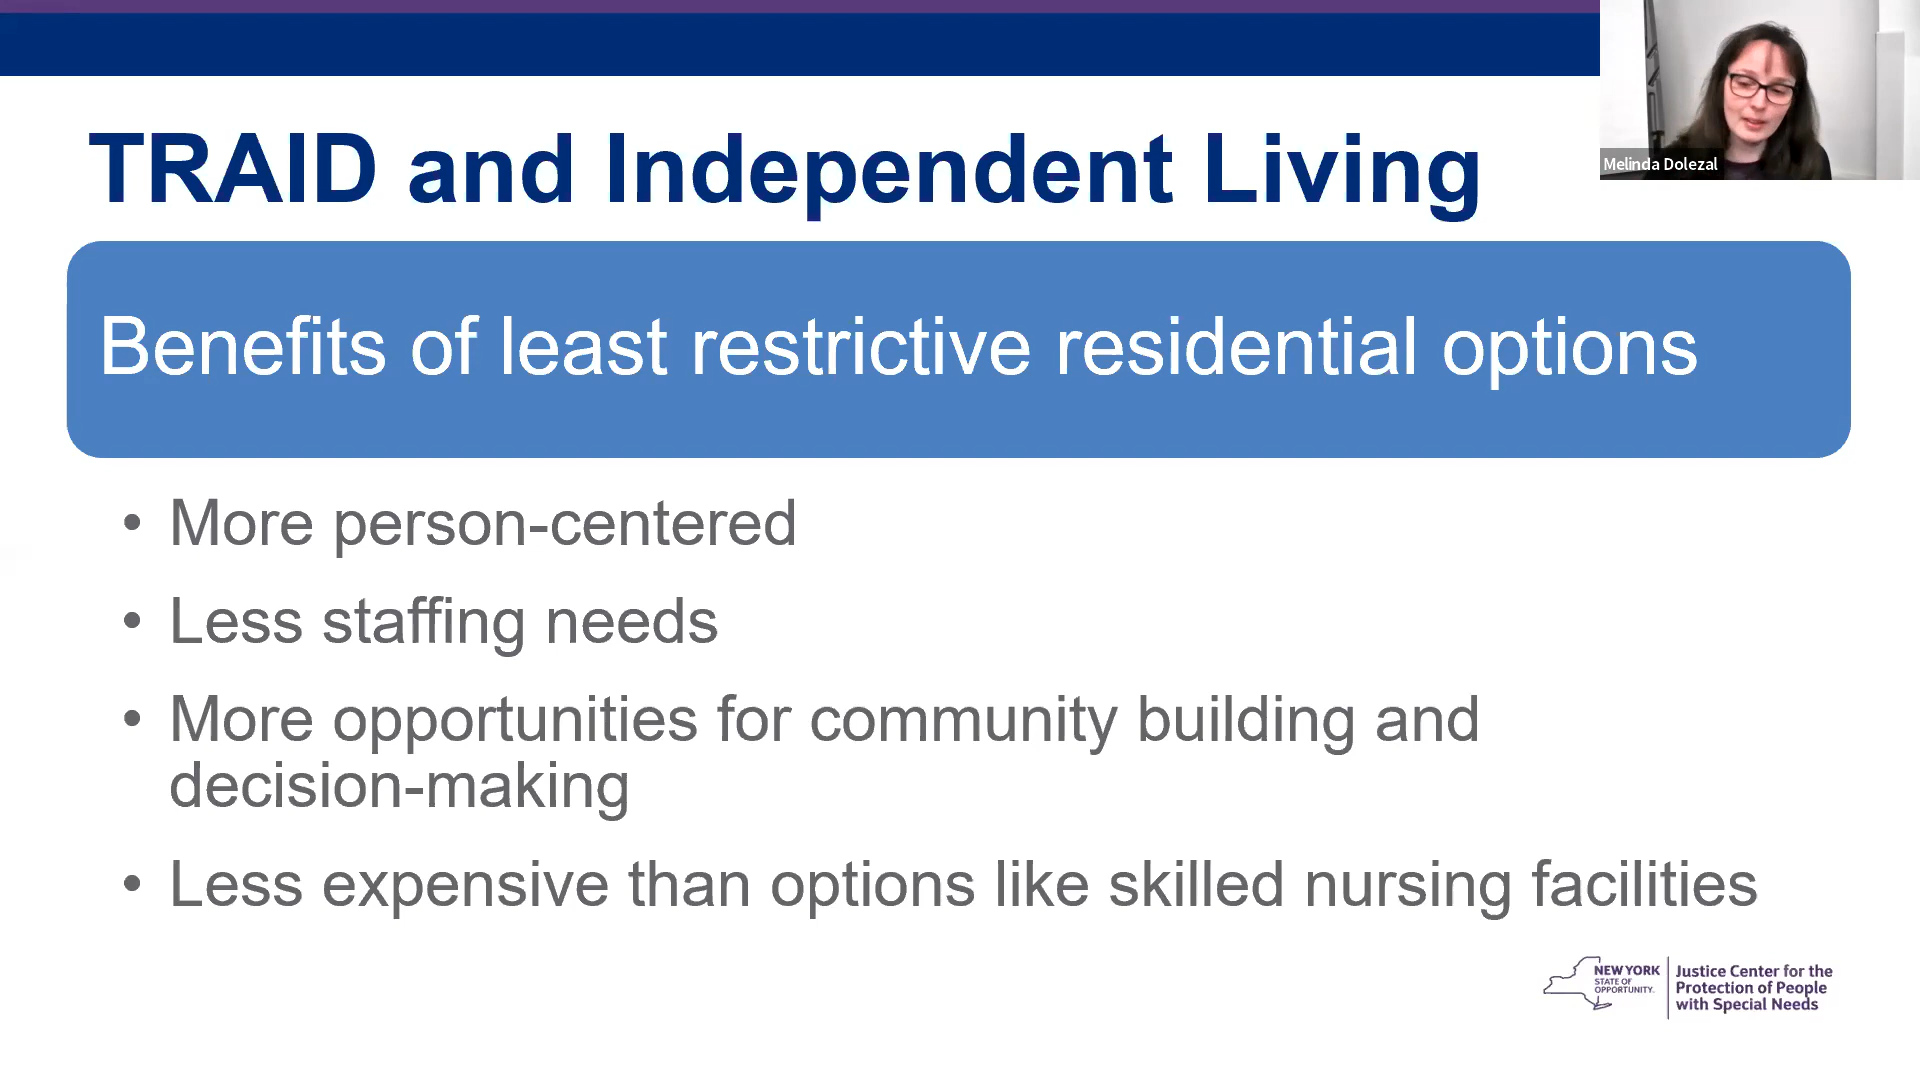 TRAID and Independent Living
Melinda Dolezal
Benefits of least restrictive residential options
• More person-centered
• Less staffing needs
• More opportunities for community building and
decision-making
• Less expensive than options like skilled nursing facilities
NEW YORK
STATE OF
OPPORTUNITY.
Justice Center for the
Protection of People
with Special Needs